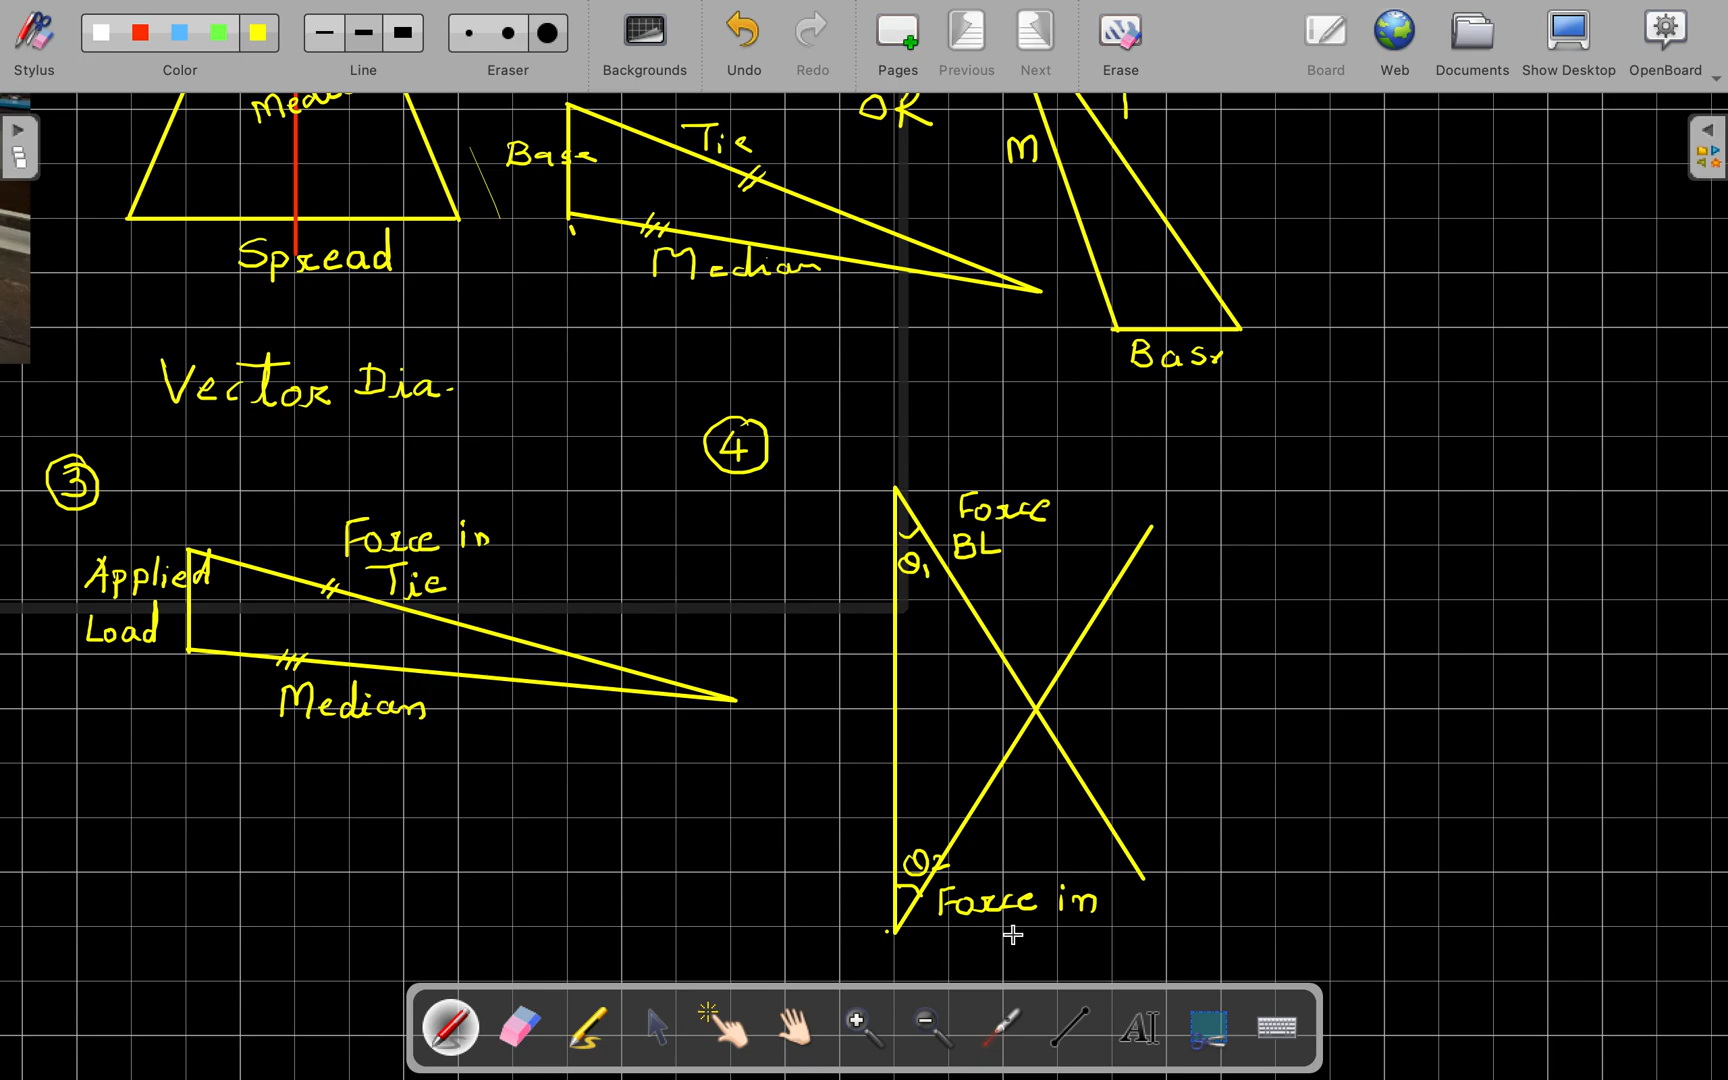 Stylus
Color
Line
Eraser
Backgrounds
Undo
Redo
Pages
Previous
Next
Erase
Board
Web
Documents
Show Desktop
OpenBoard
Base
Tie
Median
Spread
OR
M
Base
Vector Dia.
3
4
Applied
Load
Force in
Tie
Median
Force
BL
θ1
θ2
Force in
AI